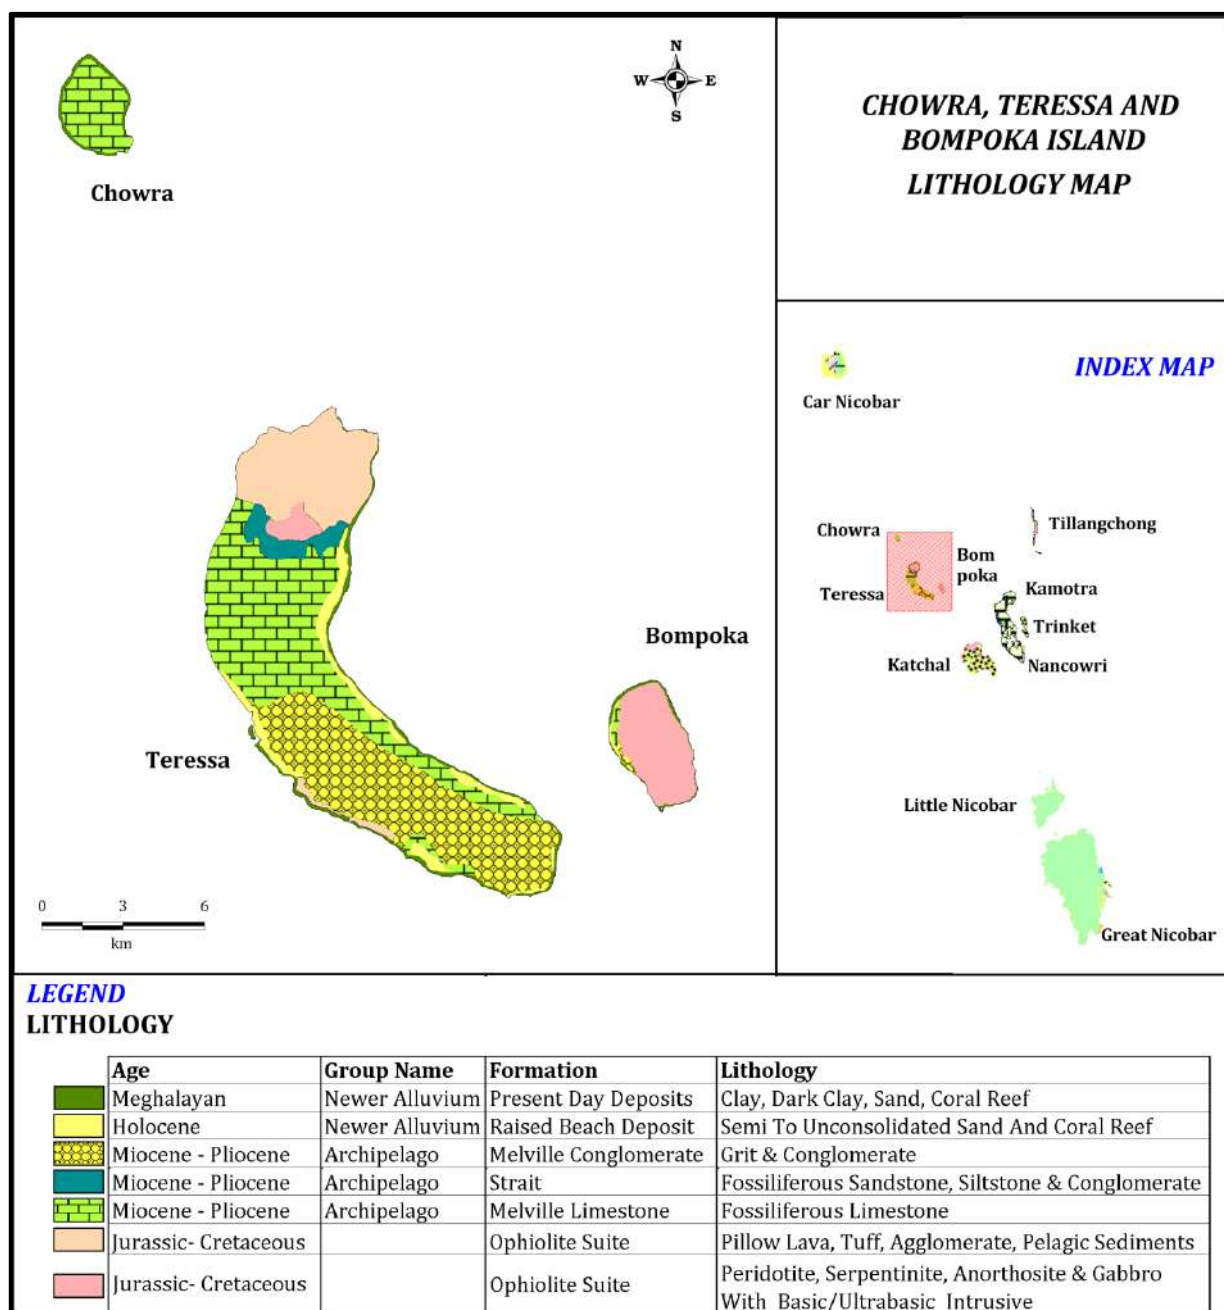 N
W E
S
Chowra
Teressa
Bompoka
0 3 6
km
CHOWRA, TERESSA AND
BOMPOKA ISLAND
LITHOLOGY MAP
INDEX MAP
Car Nicobar
Chowra
Tillangchong
Bom
poka
Teressa
Kamotra
Trinket
Katchal
Nancowri
Little Nicobar
Great Nicobar
LEGEND
LITHOLOGY
Age Group Name Formation Lithology
Meghalayan Newer Alluvium Present Day Deposits Clay, Dark Clay, Sand, Coral Reef
Holocene Newer Alluvium Raised Beach Deposit Semi To Unconsolidated Sand And Coral Reef
Miocene - Pliocene Archipelago Melville Conglomerate Grit & Conglomerate
Miocene - Pliocene Archipelago Strait Fossiliferous Sandstone, Siltstone & Conglomerate
Miocene - Pliocene Archipelago Melville Limestone Fossiliferous Limestone
Jurassic- Cretaceous Ophiolite Suite Pillow Lava, Tuff, Agglomerate, Pelagic Sediments
Jurassic- Cretaceous Ophiolite Suite Peridotite, Serpentinite, Anorthosite & Gabbro
With Basic/Ultrabasic Intrusive